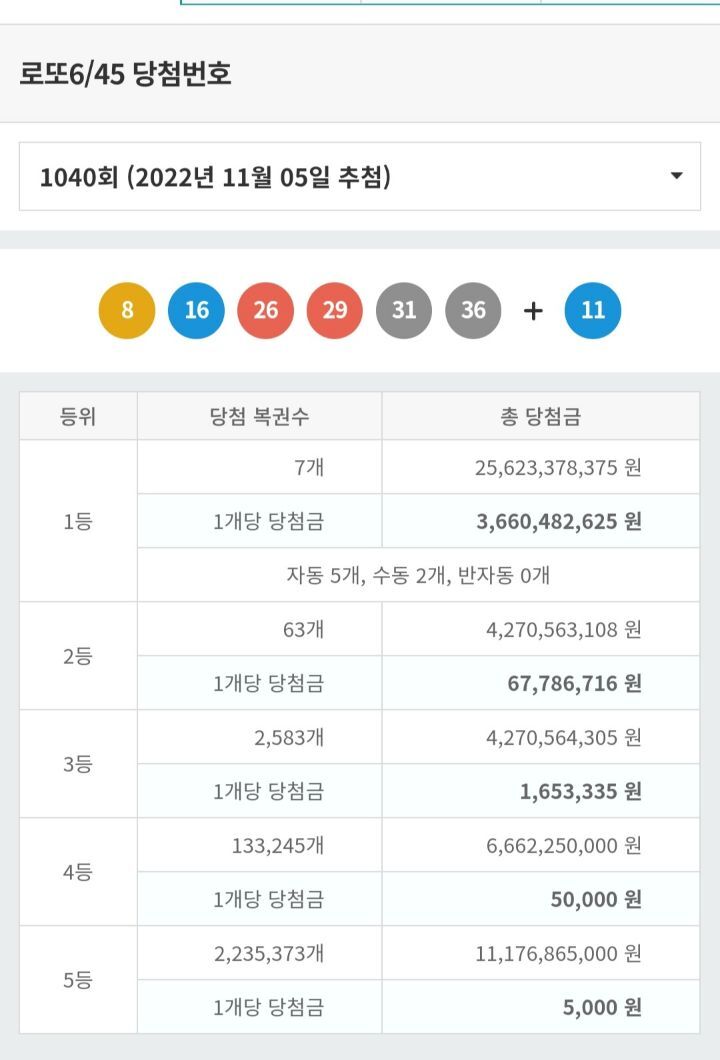 로또6/45 당첨번호
1040회 (2022년 11월 05일 추첨)
8 16 26 29 31 36 + 11
등위 당첨 복권수 총 당첨금
7개 25,623,378,375 원
1등 1개당 당첨금 3,660,482,625 원
자동 5개, 수동 2개, 반자동 0개
63개 4,270,563,108 원
2등
1개당 당첨금 67,786,716 원
2,583개 4,270,564,305 원
3등
1개당 당첨금 1,653,335 원
133,245개 6,662,250,000 원
4등
1개당 당첨금 50,000 원
2,235,373개 11,176,865,000 원
5등
1개당 당첨금 5,000 원